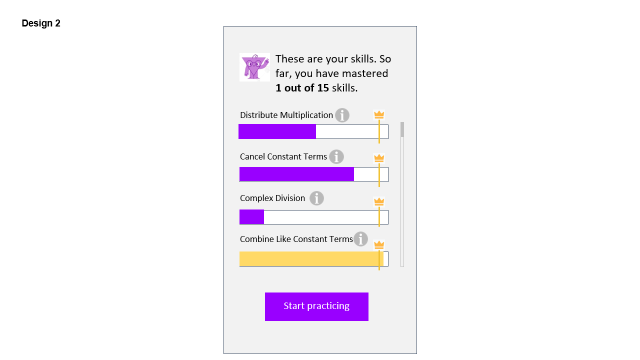 Design 2
These are your skills. So
far, you have mastered
1 out of 15 skills.
Distribute Multiplication
Cancel Constant Terms
Complex Division
Combine Like Constant Terms
Start practicing